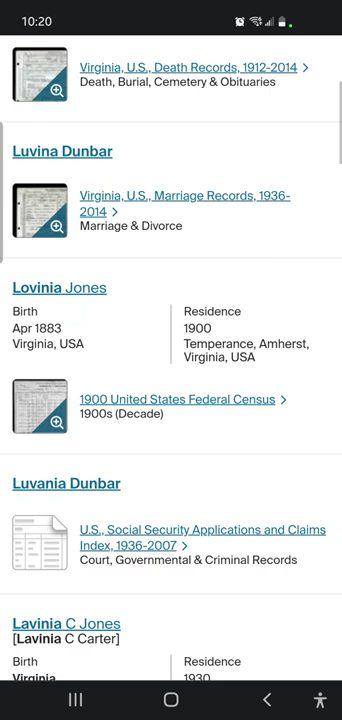 10:20
Virginia, U.S., Death Records, 1912-2014 >
Death, Burial, Cemetery & Obituaries
Luvina Dunbar
Virginia, U.S., Marriage Records, 1936-
2014 >
Marriage & Divorce
Lovinia Jones
Birth
Apr 1883
Virginia, USA
Residence
1900
Temperance, Amherst,
Virginia, USA
1900 United States Federal Census >
1900s (Decade)
Luvania Dunbar
U.S., Social Security Applications and Claims
Index, 1936-2007 >
Court, Governmental & Criminal Records
Lavinia C Jones
[Lavinia C Carter]
Birth
Virginia
Residence
1930